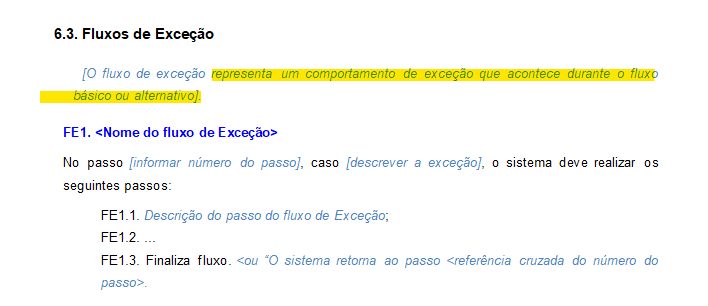 6.3. Fluxos de Exceção
[O fluxo de exceção representa um comportamento de exceção que acontece durante o fluxo
básico ou alternativo].
FE1. <Nome do fluxo de Exceção>
No passo [informar número do passo], caso [descrever a exceção], o sistema deve realizar os
seguintes passos:
FE1.1. Descrição do passo do fluxo de Exceção;
FE1.2. ...
FE1.3. Finaliza fluxo. <ou “O sistema retorna ao passo <referência cruzada do número do
passo>.